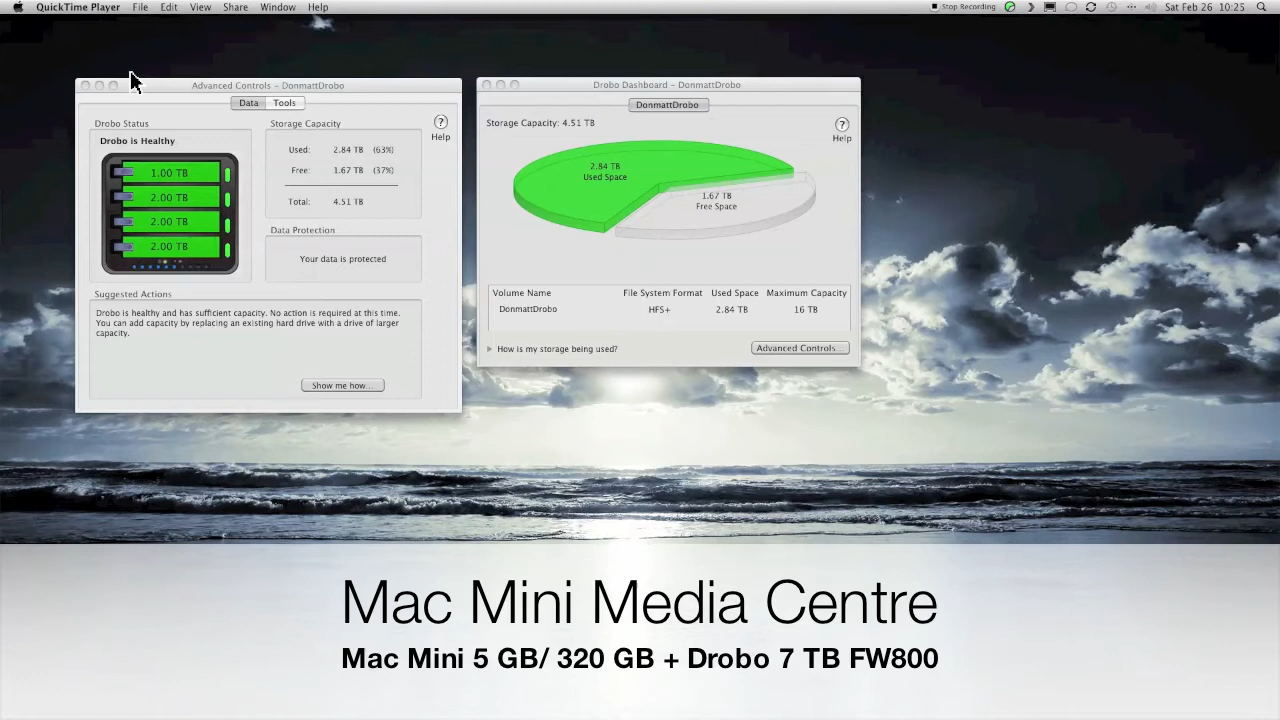 QuickTime Player File Edit View Share Window Help
Stop Recording Sat Feb 26 10:25
Advanced Controls – DonmattDrobo
Data Tools
Drobo Status
Drobo is Healthy
1.00 TB
2.00 TB
2.00 TB
2.00 TB
Storage Capacity
Used: 2.84 TB (63%)
Free: 1.67 TB (37%)
Total: 4.51 TB
Help
Data Protection
Your data is protected
Suggested Actions
Drobo is healthy and has sufficient capacity. No action is required at this time.
You can add capacity by replacing an existing hard drive with a drive of larger
capacity.
Show me how...
Drobo Dashboard – DonmattDrobo
DonmattDrobo
Storage Capacity: 4.51 TB
Help
2.84 TB
Used Space
1.67 TB
Free Space
Volume Name File System Format Used Space Maximum Capacity
DonmattDrobo HFS+ 2.84 TB 16 TB
How is my storage being used?
Advanced Controls...
Mac Mini Media Centre
Mac Mini 5 GB/ 320 GB + Drobo 7 TB FW800